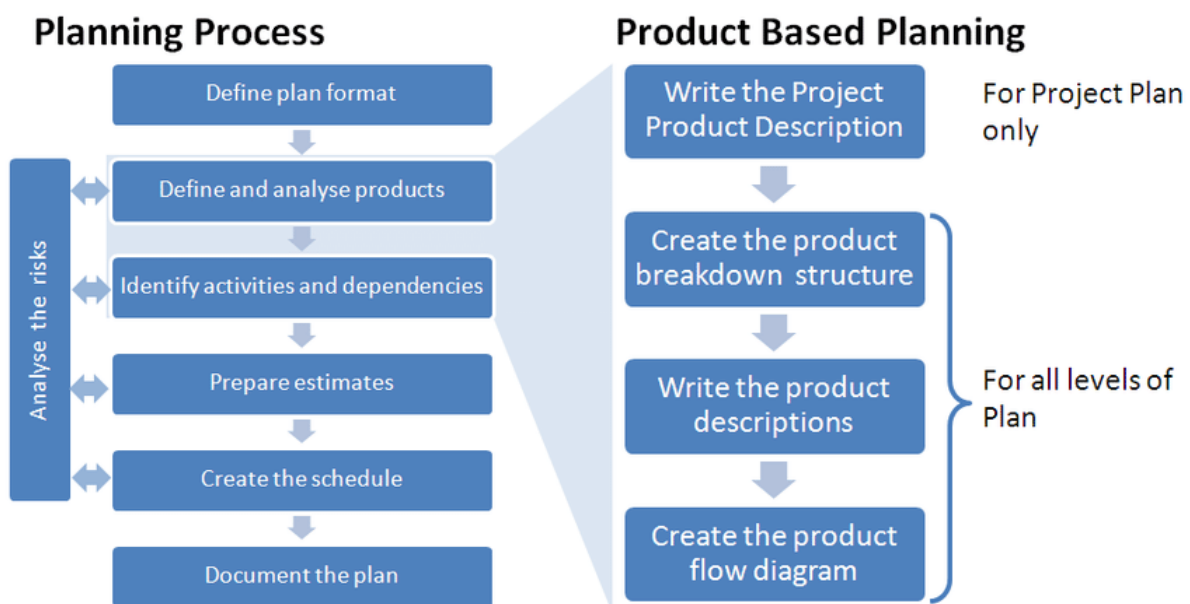 Planning Process
Define plan format
Define and analyse products
Identify activities and dependencies
Prepare estimates
Create the schedule
Document the plan
Analyse the risks
Product Based Planning
Write the Project
Product Description
For Project Plan
only
Create the product
breakdown structure
Write the product
descriptions
Create the product
flow diagram
For all levels of
Plan